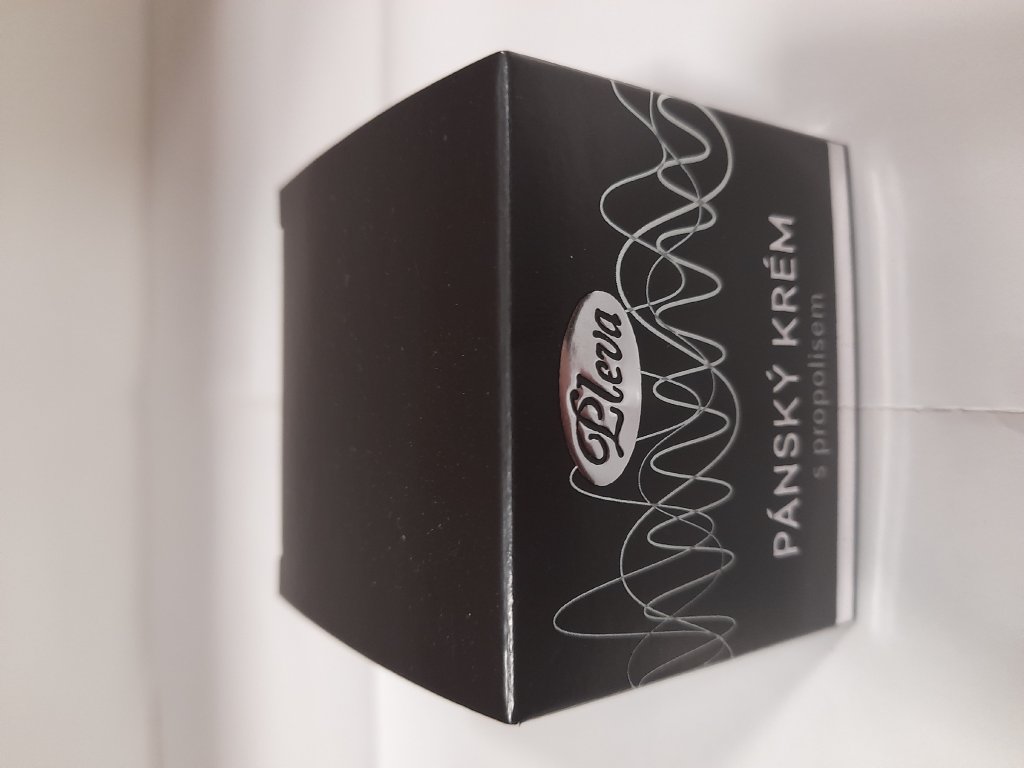 Pleva
PÁNSKÝ KRÉM
s propolisem